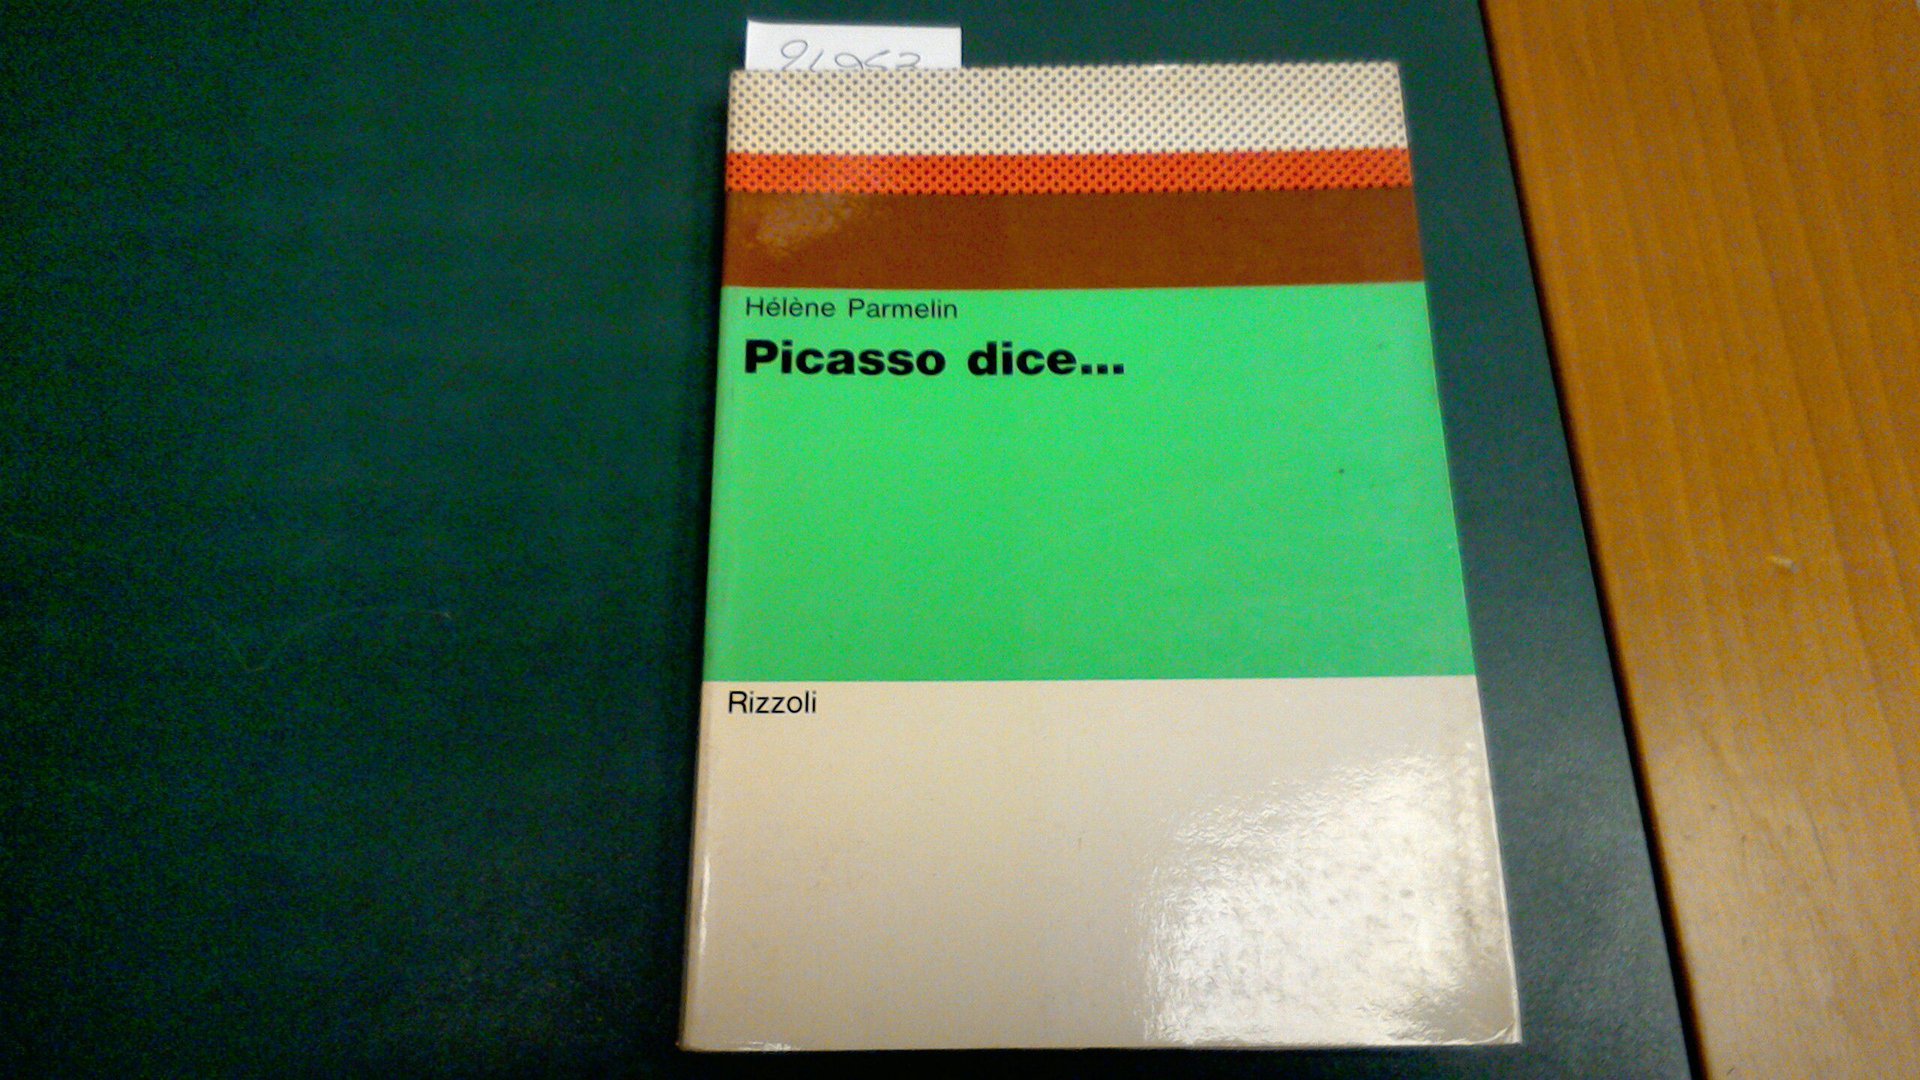 Hélène Parmelin
Picasso dice...
Rizzoli